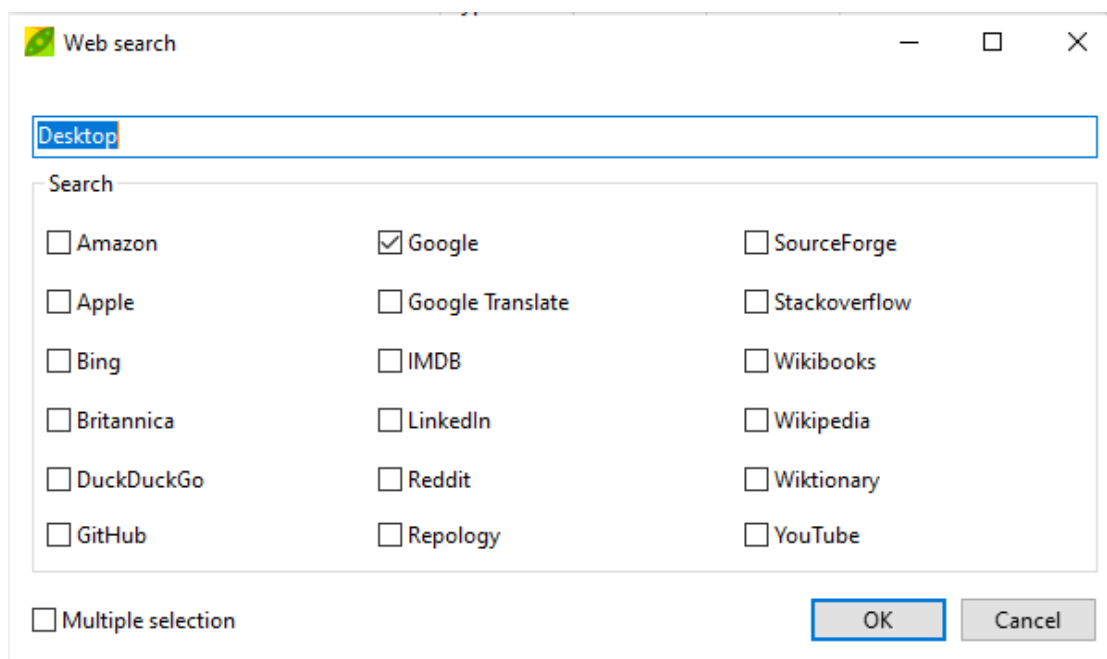 Web search
Desktop
Search
Amazon
Google
SourceForge
Apple
Google Translate
Stackoverflow
Bing
IMDB
Wikibooks
Britannica
LinkedIn
Wikipedia
DuckDuckGo
Reddit
Wiktionary
GitHub
Repology
YouTube
Multiple selection
OK
Cancel